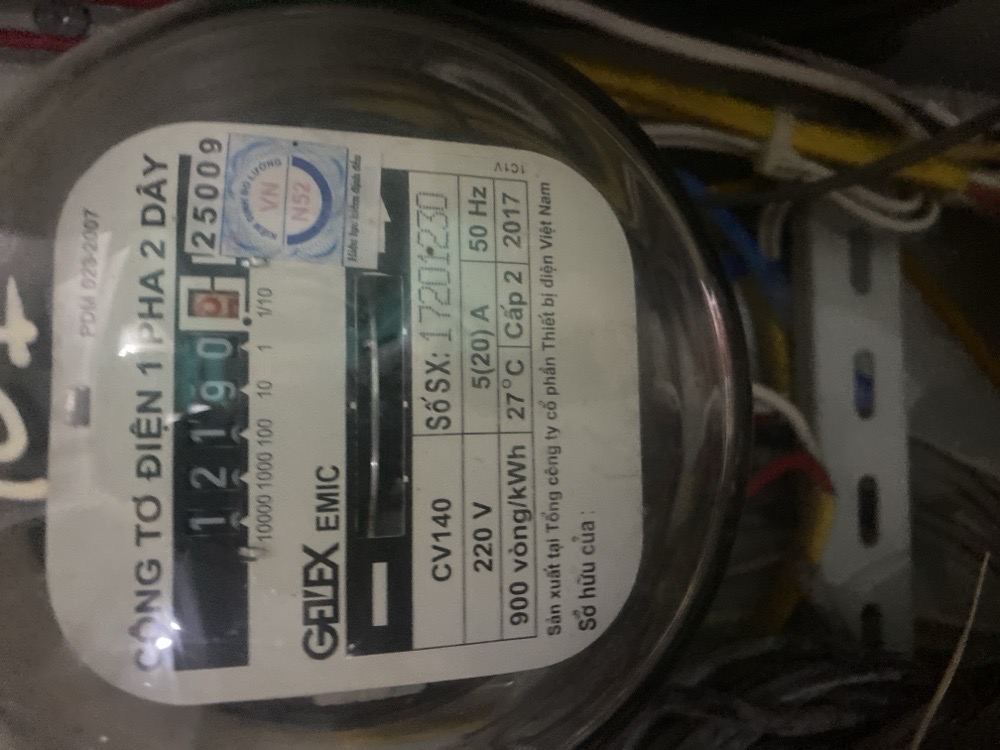 PDM 023-2007
CÔNG TƠ ĐIỆN 1 PHA 2 DÂY
1 2 1 9 0
25009
10000 1000 100 10 1 1/10
VN
N52
GELEX EMIC
1C1V
CV140 Số SX: 17201230
220 V 5(20) A 50 Hz
900 vòng/kWh 27°C Cấp 2 2017
Sản xuất tại Tổng công ty cổ phần Thiết bị điện Việt Nam
Sở hữu của :